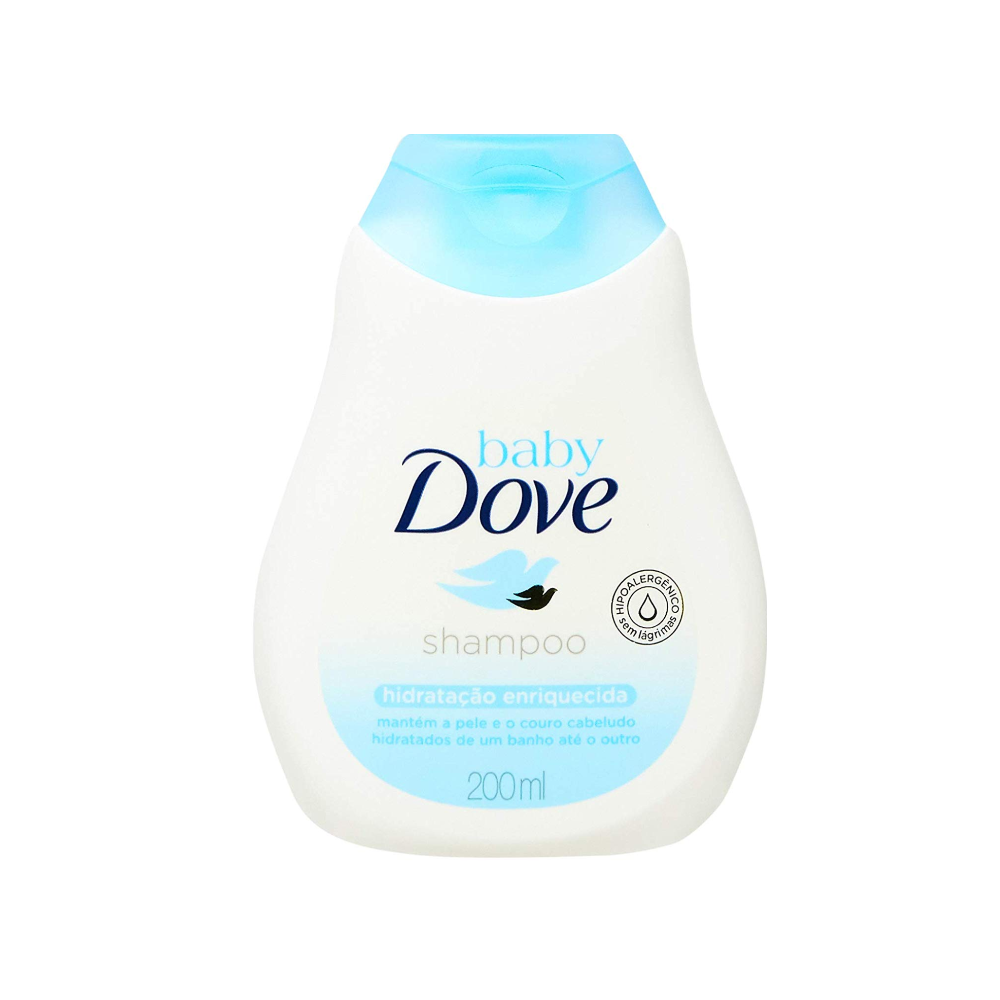 baby
Dove
HIPOALERGÊNICO
sem lágrimas
shampoo
hidratação enriquecida
mantém a pele e o couro cabeludo
hidratados de um banho até o outro
200ml